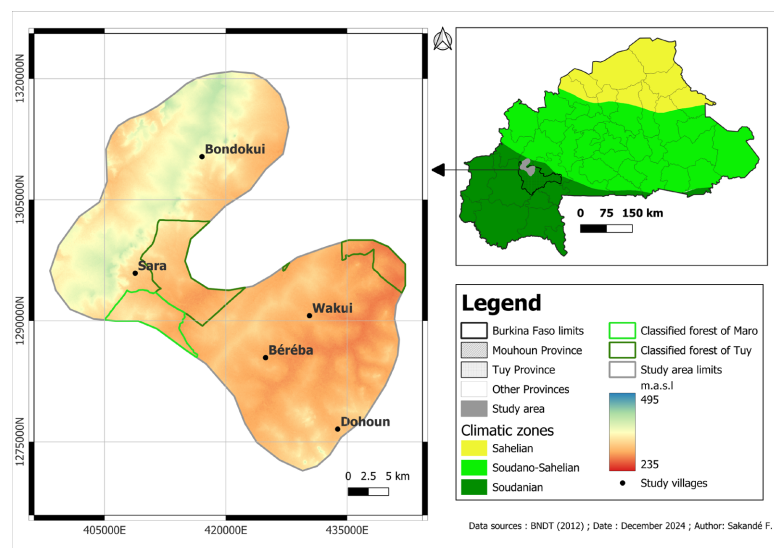 1320000N
1305000N
1290000N
1275000N
Bondokui
Sara
Wakui
Béréba
Dohoun
0 2.5 5 km
405000E 420000E 435000E
0 75 150 km
Legend
Burkina Faso limits
Mouhoun Province
Tuy Province
Other Provinces
Study area
Climatic zones
Sahelian
Soudano-Sahelian
Soudanian
Classified forest of Maro
Classified forest of Tuy
Study area limits
m.a.s.l
495
235
Study villages
Data sources : BNDT (2012) ; Date : December 2024 ; Author: Sakandé F.